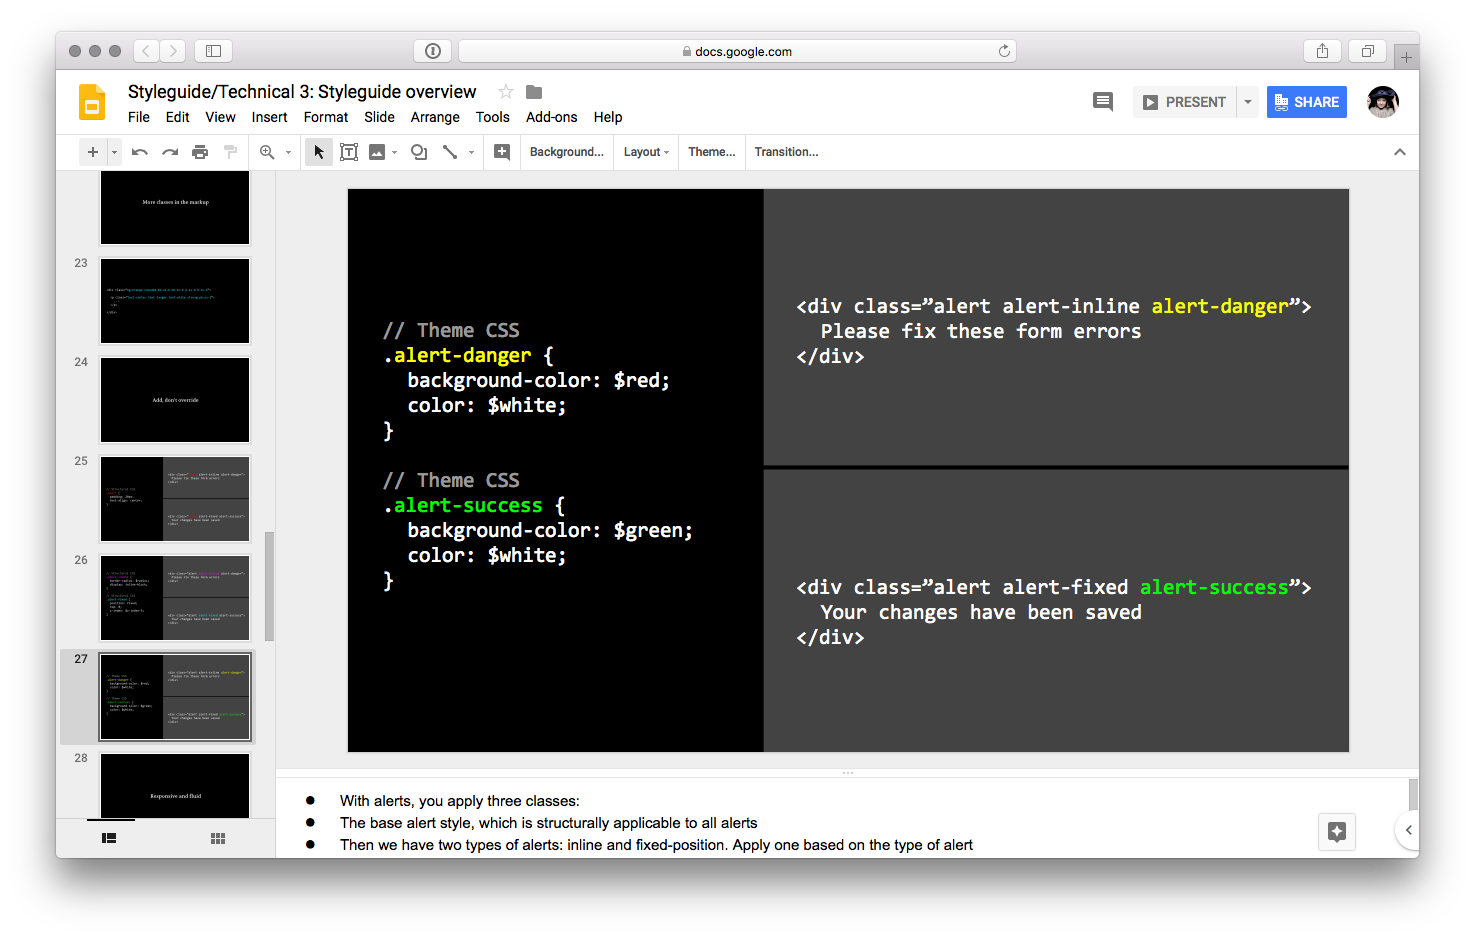 docs.google.com
Styleguide/Technical 3: Styleguide overview
File Edit View Insert Format Slide Arrange Tools Add-ons Help
PRESENT
SHARE
Background...
Layout
Theme...
Transition...
More classes in the markup
23
24
Add, don't override
25
26
27
28
Responsive and fluid
// Theme CSS
.alert-danger {
background-color: $red;
color: $white;
}
// Theme CSS
.alert-success {
background-color: $green;
color: $white;
}
<div class=”alert alert-inline alert-danger”>
Please fix these form errors
</div>
<div class=”alert alert-fixed alert-success”>
Your changes have been saved
</div>
● With alerts, you apply three classes:
● The base alert style, which is structurally applicable to all alerts
● Then we have two types of alerts: inline and fixed-position. Apply one based on the type of alert